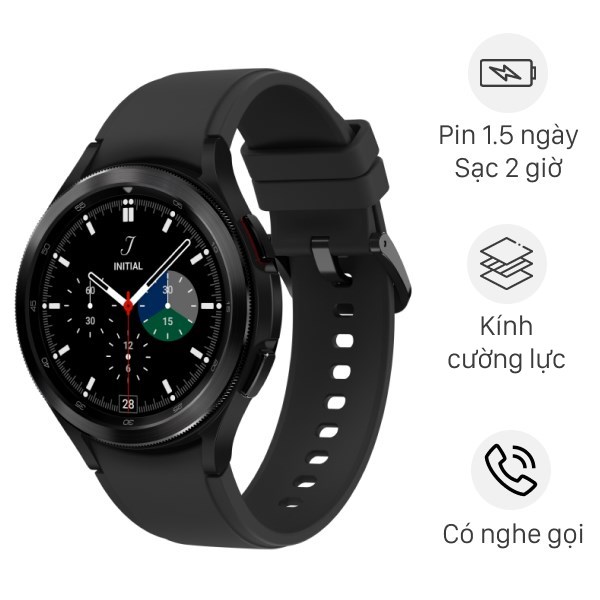 Pin 1.5 ngày
Sạc 2 giờ
Kính
cường lực
Có nghe gọi
J
INITIAL
60
30
30
15
12
6
28